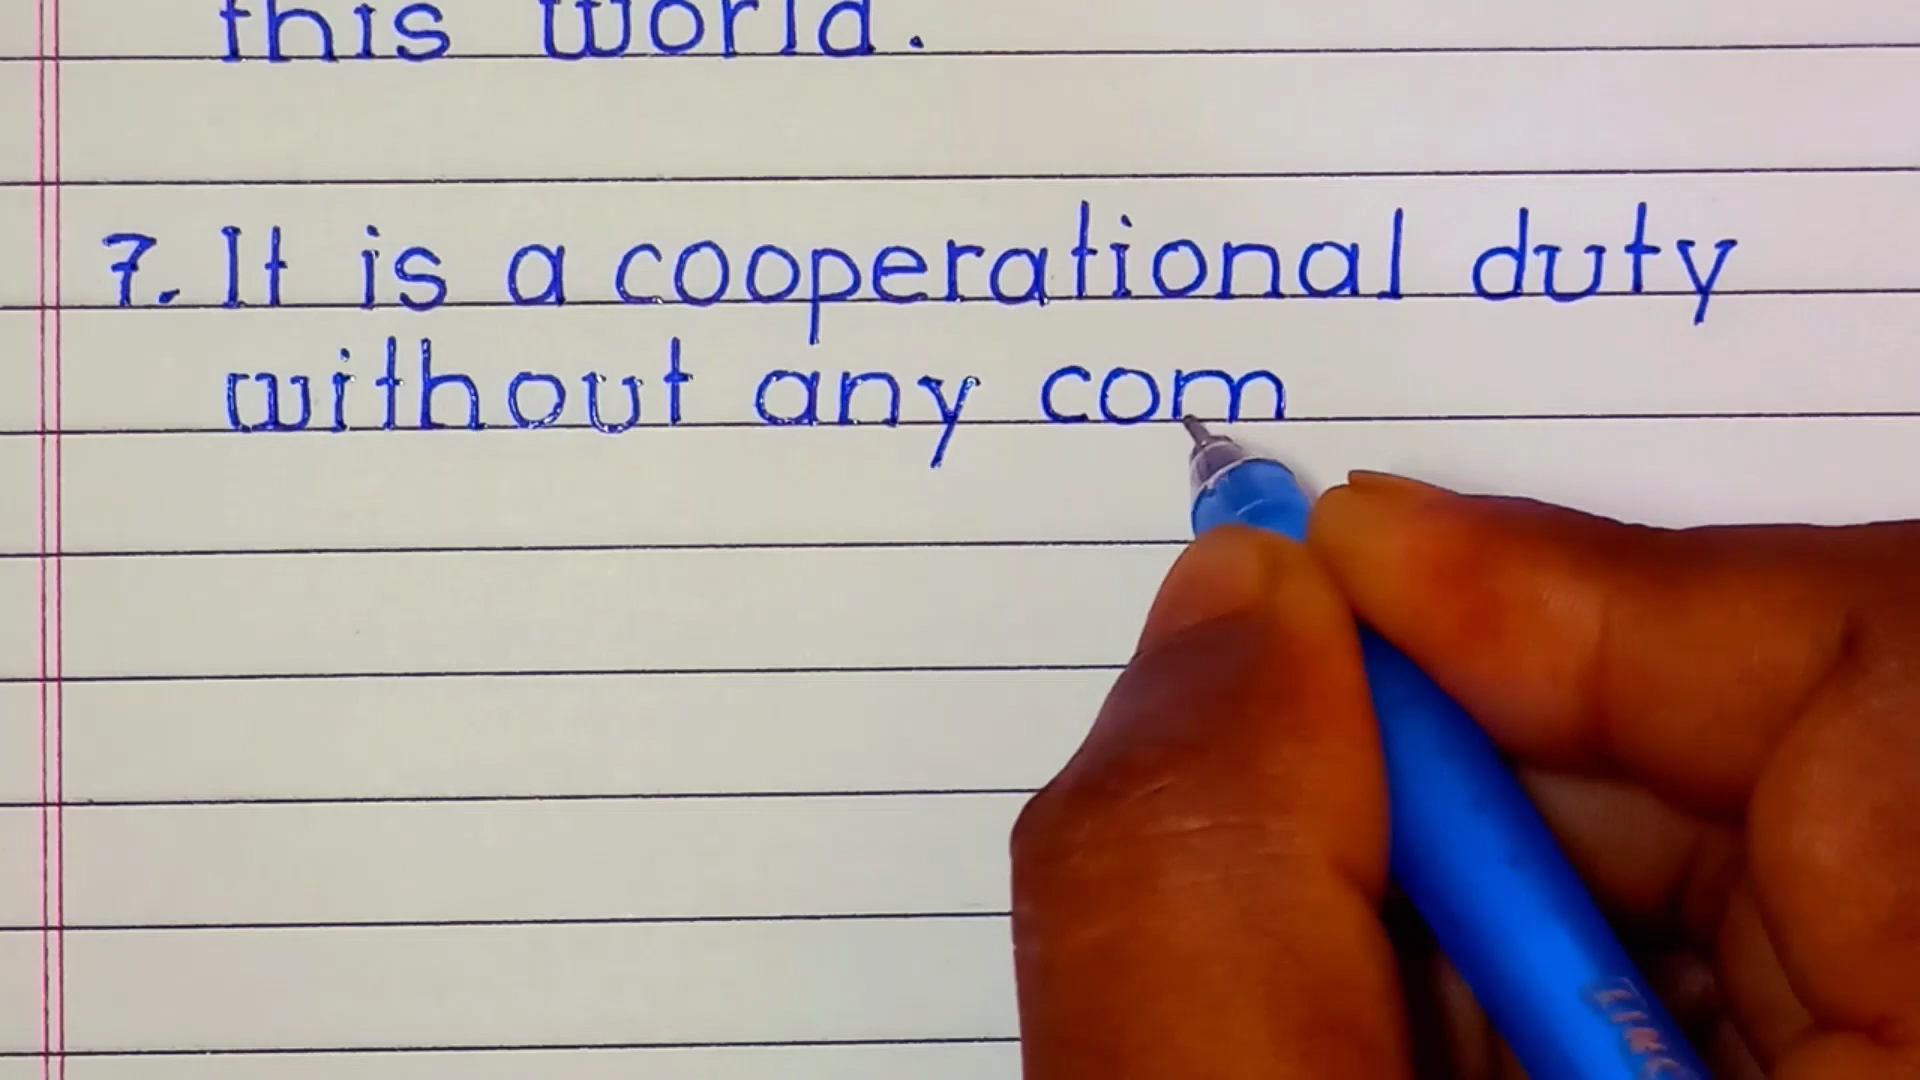 this world.
7. It is a cooperational duty
without any com